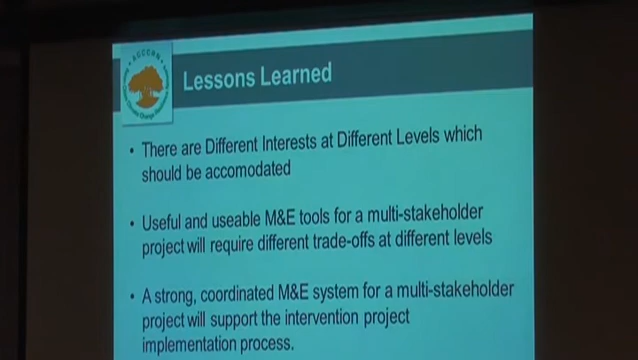 ACCCRN
Lessons Learned
• There are Different Interests at Different Levels which
should be accomodated
• Useful and useable M&E tools for a multi-stakeholder
project will require different trade-offs at different levels
• A strong, coordinated M&E system for a multi-stakeholder
project will support the intervention project
implementation process.